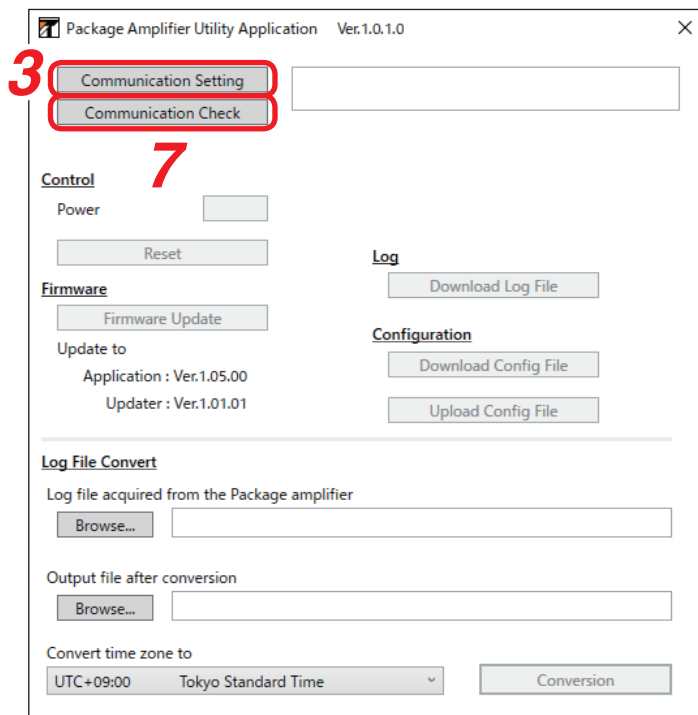 Package Amplifier Utility Application Ver.1.0.1.0
3
Communication Setting
Communication Check
7
Control
Power
Reset
Log
Download Log File
Firmware
Firmware Update
Configuration
Update to
Download Config File
Application : Ver.1.05.00
Updater : Ver.1.01.01
Upload Config File
Log File Convert
Log file acquired from the Package amplifier
Browse...
Output file after conversion
Browse...
Convert time zone to
UTC+09:00 Tokyo Standard Time
Conversion